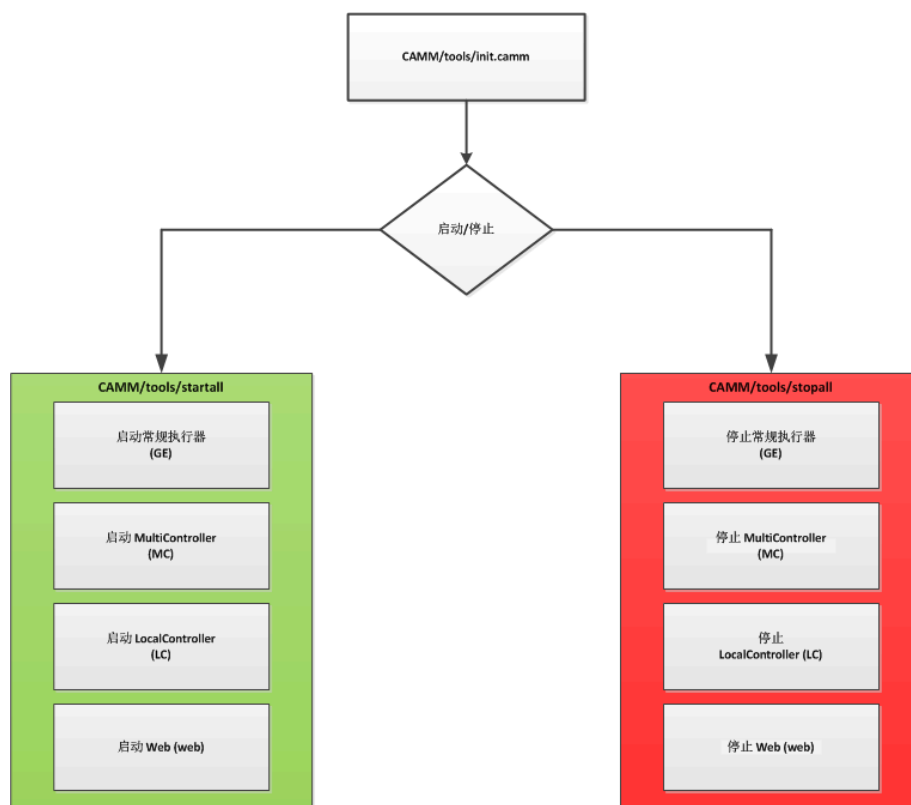 CAMM/tools/init.camm
启动/停止
CAMM/tools/startall
启动常规执行器
(GE)
启动 MultiController
(MC)
启动 LocalController
(LC)
启动 Web (web)
CAMM/tools/stopall
停止常规执行器
(GE)
停止 MultiController
(MC)
停止
LocalController (LC)
停止 Web (web)